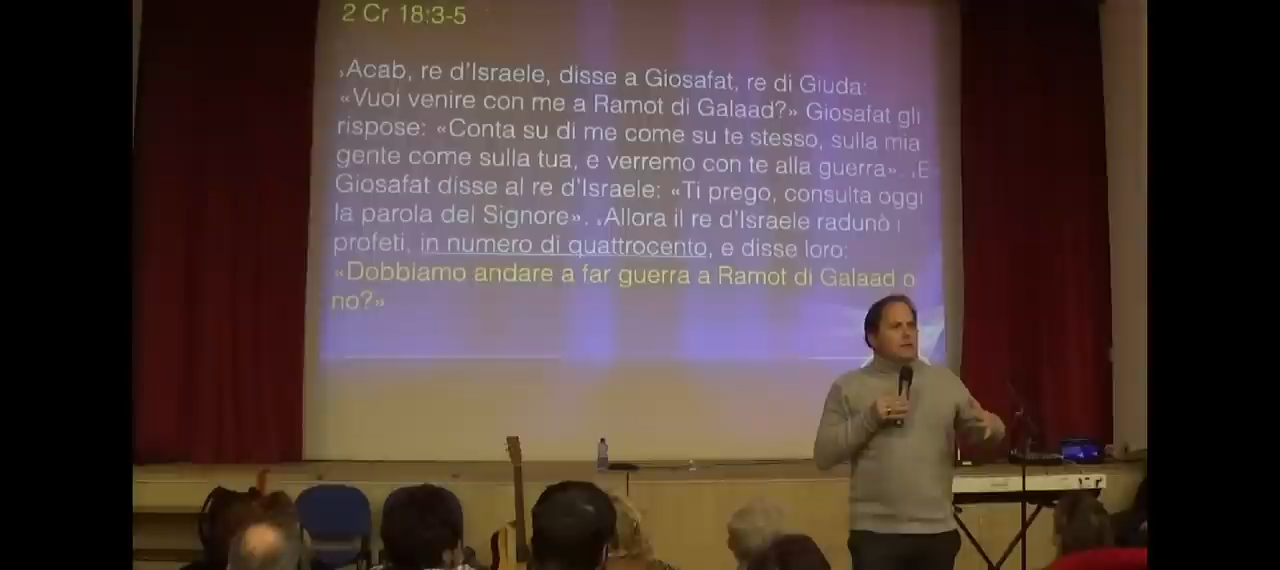 2 Cr 18:3-5
3Acab, re d'Israele, disse a Giosafat, re di Giuda:
«Vuoi venire con me a Ramot di Galaad?» Giosafat gli
rispose: «Conta su di me come su te stesso, sulla mia
gente come sulla tua, e verremo con te alla guerra». 4E
Giosafat disse al re d'Israele: «Ti prego, consulta oggi
la parola del Signore». 5Allora il re d'Israele radunò i
profeti, in numero di quattrocento, e disse loro:
«Dobbiamo andare a far guerra a Ramot di Galaad o
no?»